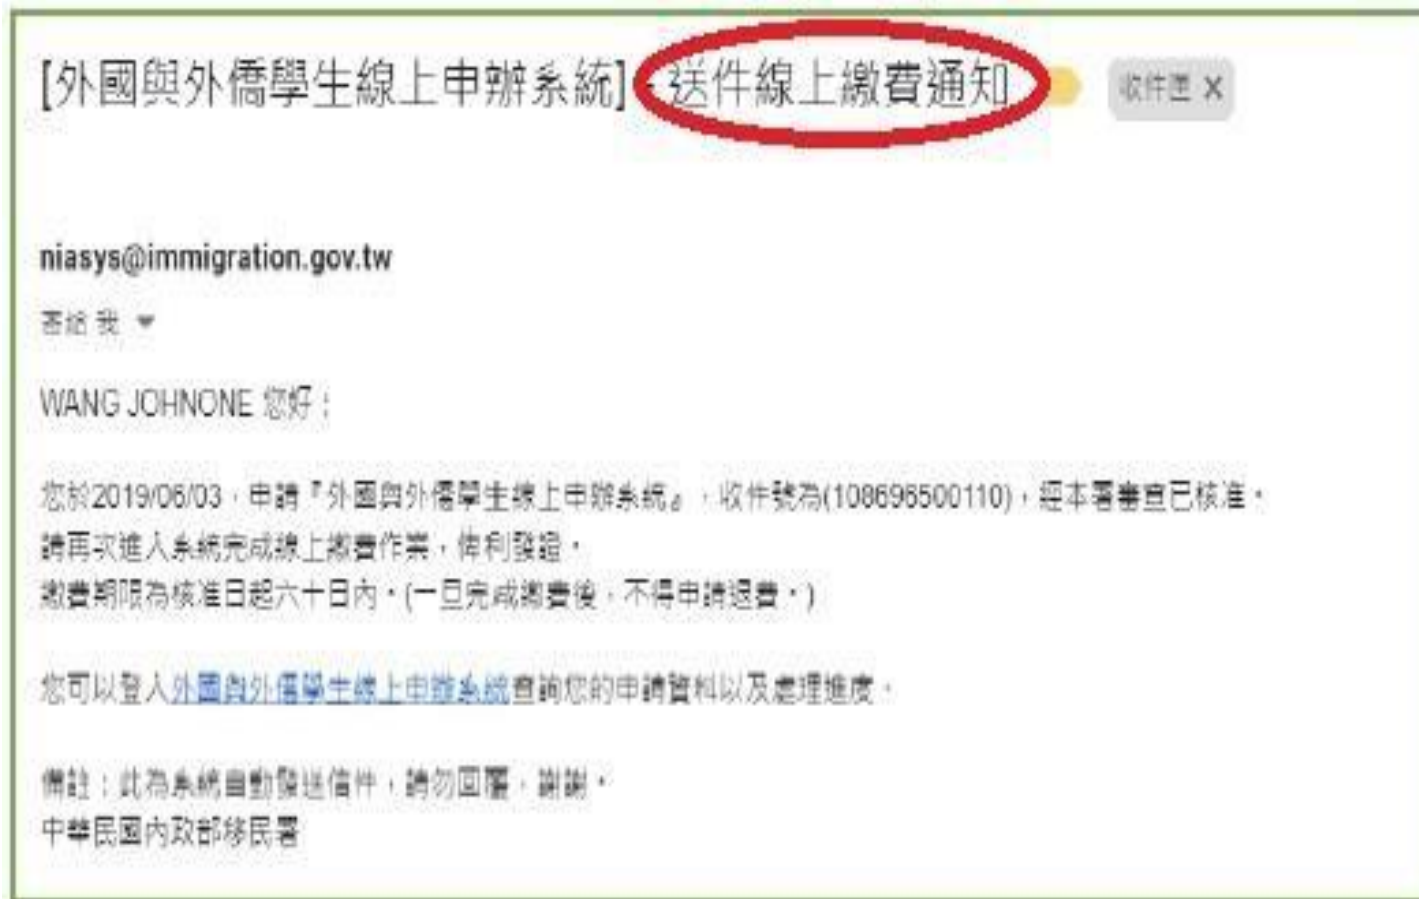 [外國與外僑學生線上申辦系統] - 送件線上繳費通知 收件匣 X
niasys@immigration.gov.tw
寄給 我
WANG JOHNONE 您好：
您於2019/06/03，申請『外國與外僑學生線上申辦系統』，收件號為(108696500110)，經本署審查已核准。
請再次進入系統完成線上繳費作業，俾利發證。
繳費期限為核准日起六十日內。(一旦完成繳費後，不得申請退費。)
您可以登入外國與外僑學生線上申辦系統查詢您的申請資料以及處理進度。
備註：此為系統自動發送信件，請勿回覆，謝謝。
中華民國內政部移民署